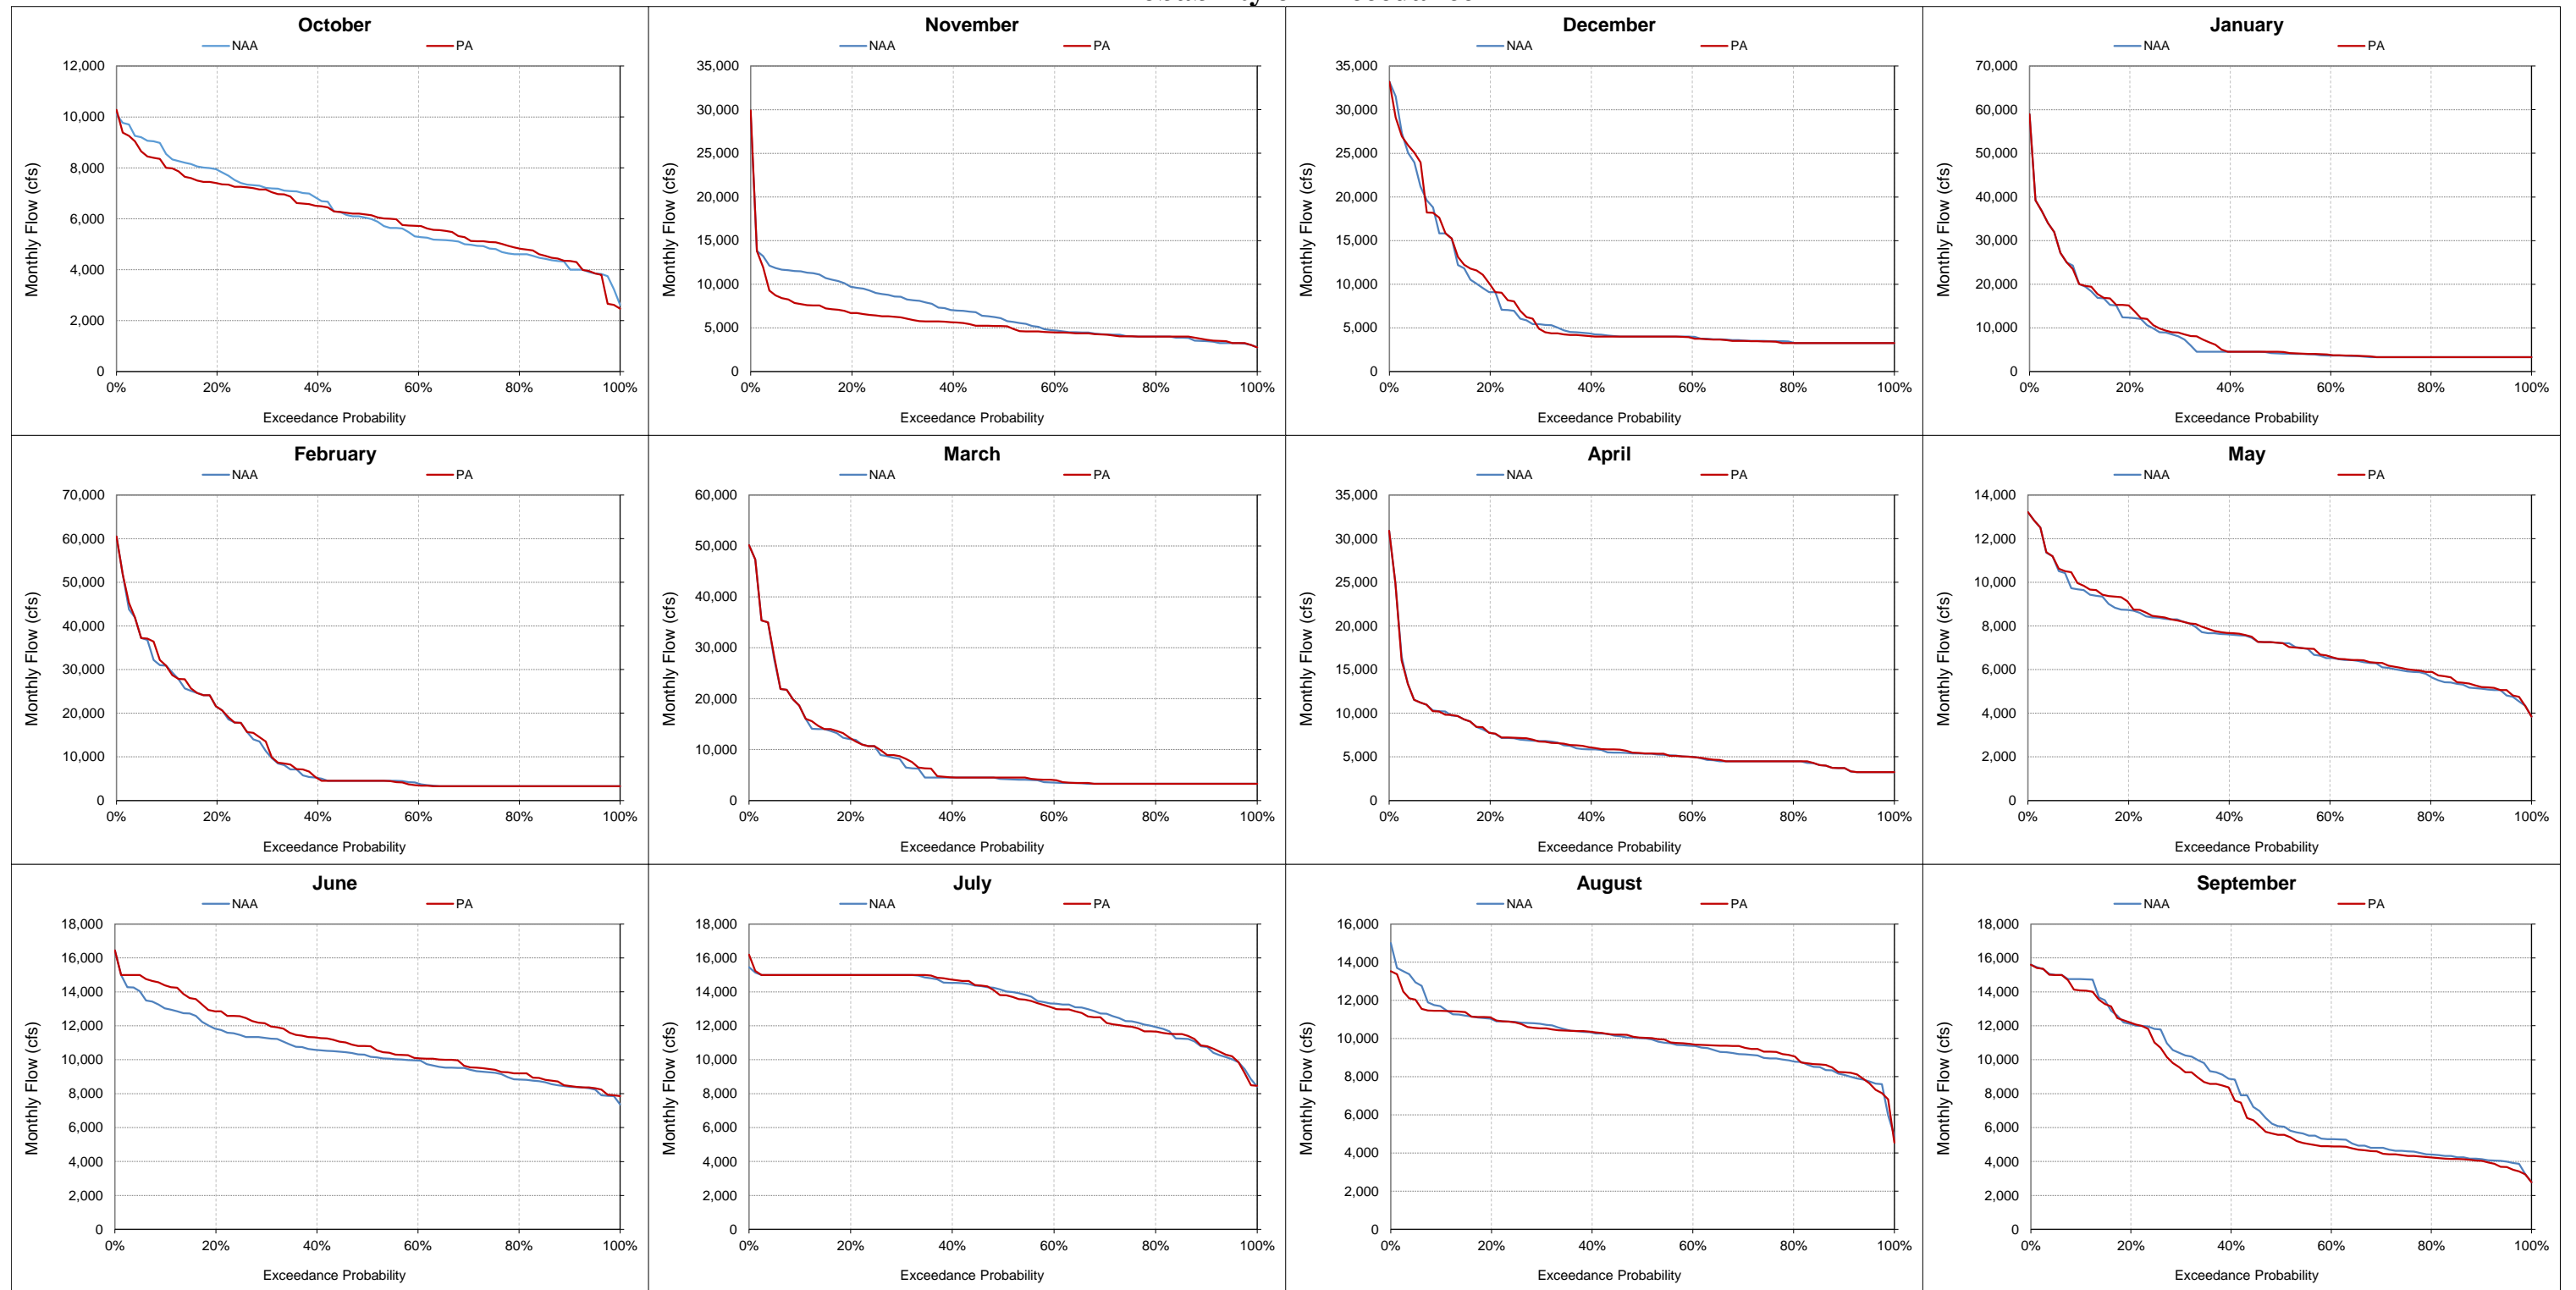 October
NAA PA
12,000
10,000
8,000
6,000
4,000
2,000
0
Monthly Flow (cfs)
0% 20% 40% 60% 80% 100%
Exceedance Probability
November
NAA PA
35,000
30,000
25,000
20,000
15,000
10,000
5,000
0
Monthly Flow (cfs)
0% 20% 40% 60% 80% 100%
Exceedance Probability
December
NAA PA
35,000
30,000
25,000
20,000
15,000
10,000
5,000
0
Monthly Flow (cfs)
0% 20% 40% 60% 80% 100%
Exceedance Probability
January
NAA PA
70,000
60,000
50,000
40,000
30,000
20,000
10,000
0
Monthly Flow (cfs)
0% 20% 40% 60% 80% 100%
Exceedance Probability
February
NAA PA
70,000
60,000
50,000
40,000
30,000
20,000
10,000
0
Monthly Flow (cfs)
0% 20% 40% 60% 80% 100%
Exceedance Probability
March
NAA PA
60,000
50,000
40,000
30,000
20,000
10,000
0
Monthly Flow (cfs)
0% 20% 40% 60% 80% 100%
Exceedance Probability
April
NAA PA
35,000
30,000
25,000
20,000
15,000
10,000
5,000
0
Monthly Flow (cfs)
0% 20% 40% 60% 80% 100%
Exceedance Probability
May
NAA PA
14,000
12,000
10,000
8,000
6,000
4,000
2,000
0
Monthly Flow (cfs)
0% 20% 40% 60% 80% 100%
Exceedance Probability
June
NAA PA
18,000
16,000
14,000
12,000
10,000
8,000
6,000
4,000
2,000
0
Monthly Flow (cfs)
0% 20% 40% 60% 80% 100%
Exceedance Probability
July
NAA PA
18,000
16,000
14,000
12,000
10,000
8,000
6,000
4,000
2,000
0
Monthly Flow (cfs)
0% 20% 40% 60% 80% 100%
Exceedance Probability
August
NAA PA
16,000
14,000
12,000
10,000
8,000
6,000
4,000
2,000
0
Monthly Flow (cfs)
0% 20% 40% 60% 80% 100%
Exceedance Probability
September
NAA PA
18,000
16,000
14,000
12,000
10,000
8,000
6,000
4,000
2,000
0
Monthly Flow (cfs)
0% 20% 40% 60% 80% 100%
Exceedance Probability